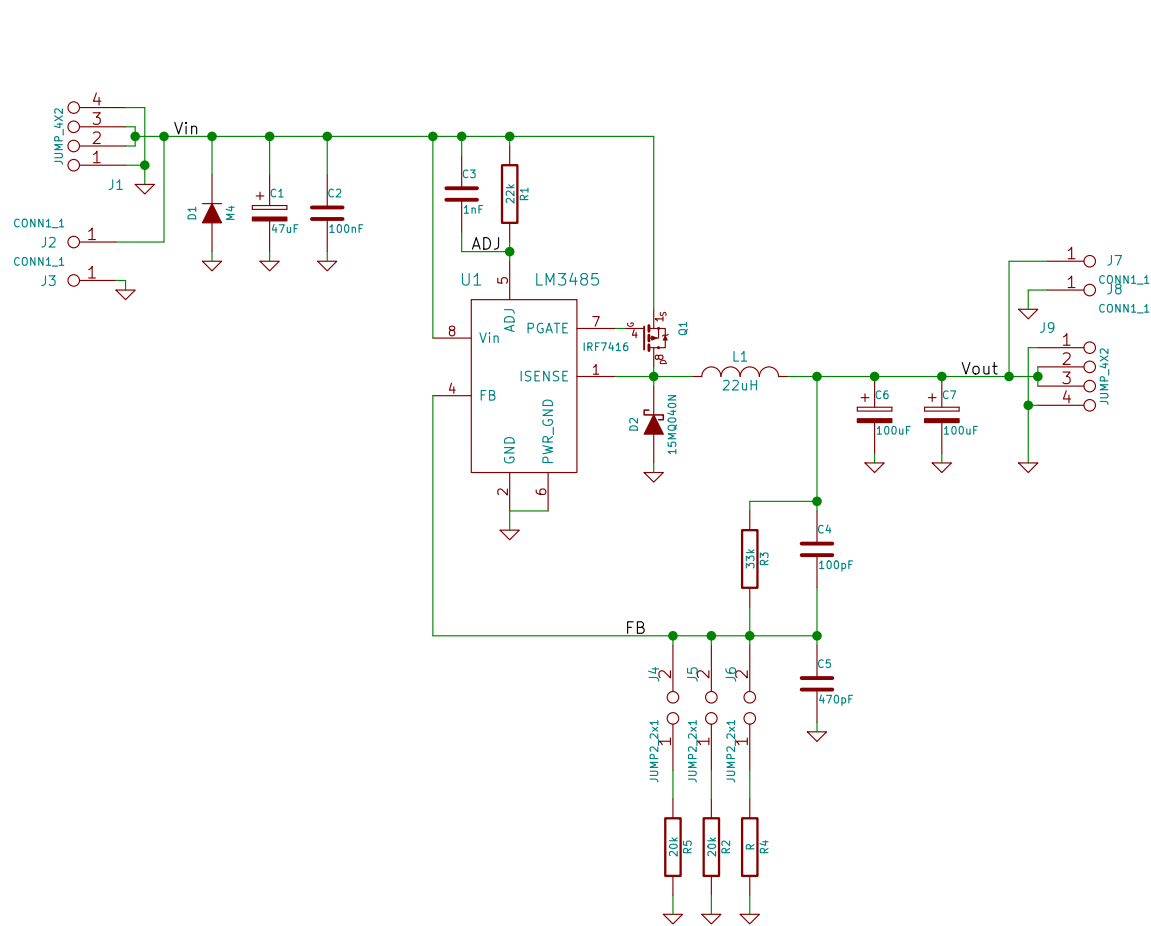 4
3
2
1
JUMP_4X2
J1
Vin
CONN1_1
J2
1
CONN1_1
J3
1
D1
M4
+
C1
47uF
C2
100nF
C3
1nF
22k
R1
ADJ
5
U1
LM3485
ADJ
PGATE
7
8
Vin
ISENSE
1
4
FB
GND
PWR_GND
2
6
G
4
1
S
8
D
Q1
IRF7416
D2
15MQ040N
L1
22uH
Vout
+
C6
100uF
+
C7
100uF
1
J7
CONN1_1
1
J8
CONN1_1
J9
1
2
3
4
JUMP_4X2
33k
R3
C4
100pF
FB
C5
470pF
J4
2
J5
2
J6
2
JUMP2_2x1
1
JUMP2_2x1
1
JUMP2_2x1
1
20k
R5
20k
R2
R
R4